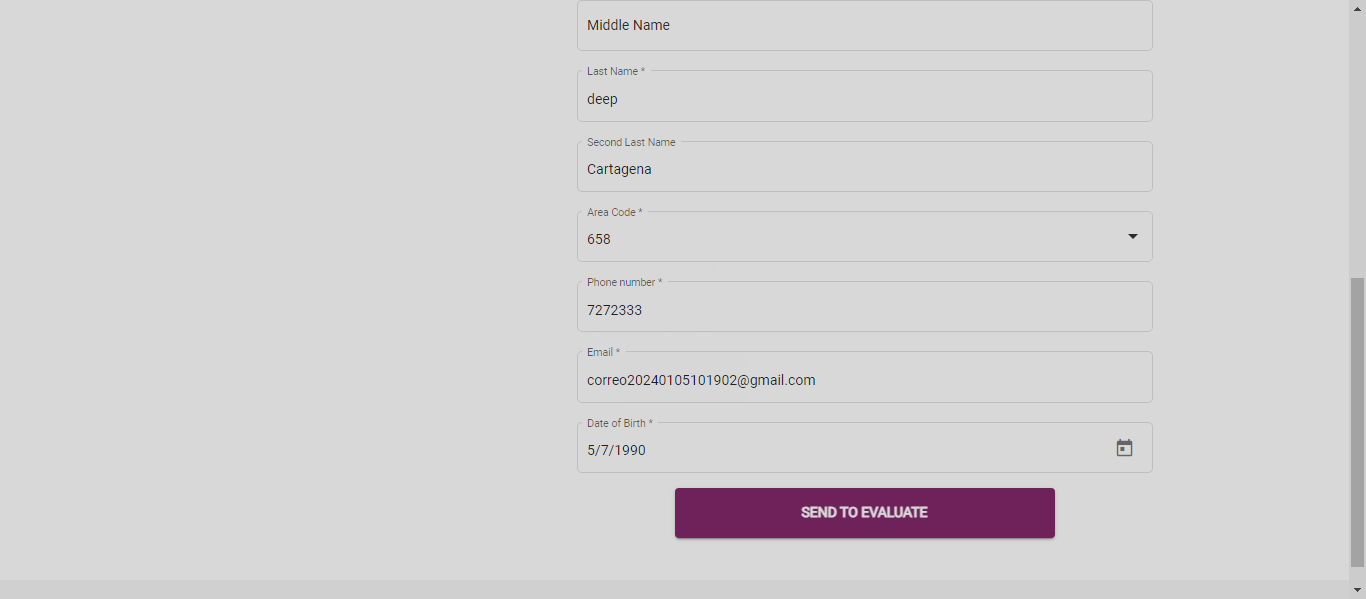 Middle Name
Last Name *
deep
Second Last Name
Cartagena
Area Code *
658
Phone number *
7272333
Email *
correo20240105101902@gmail.com
Date of Birth *
5/7/1990
SEND TO EVALUATE